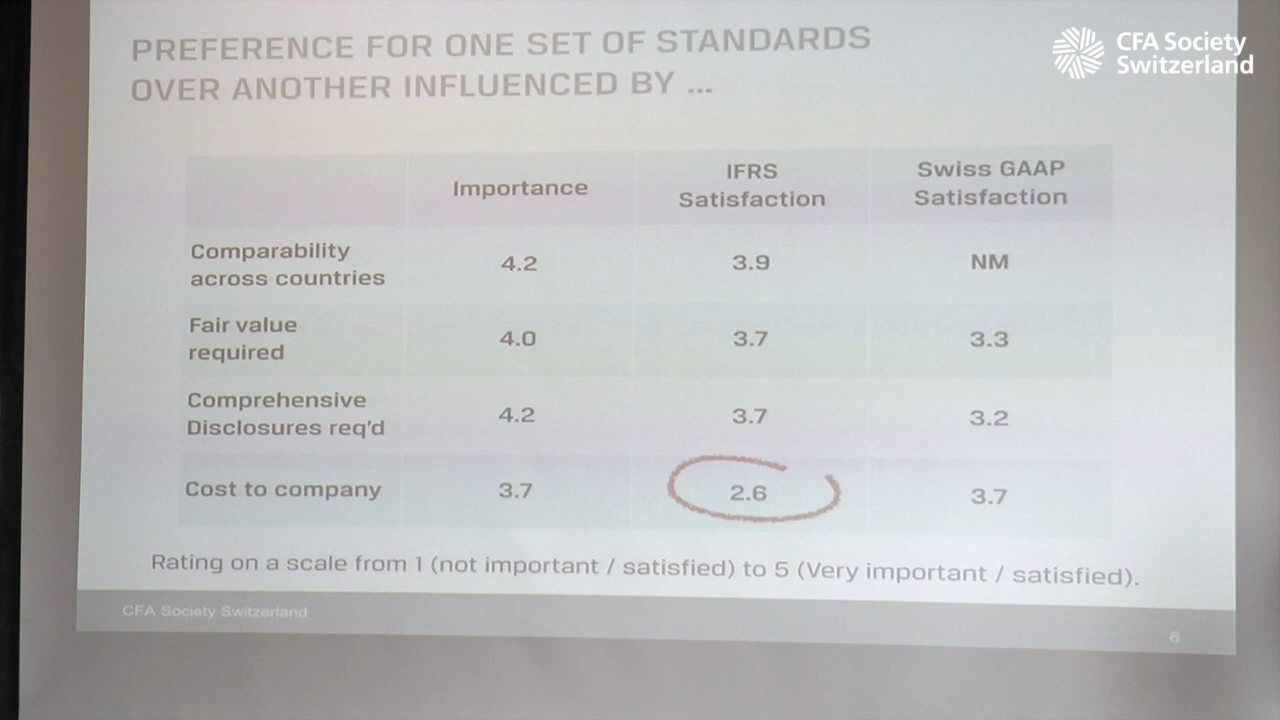 PREFERENCE FOR ONE SET OF STANDARDS
OVER ANOTHER INFLUENCED BY ...
CFA Society
Switzerland
Importance
IFRS
Satisfaction
Swiss GAAP
Satisfaction
Comparability
across countries
4.2
3.9
NM
Fair value
required
4.0
3.7
3.3
Comprehensive
Disclosures req'd
4.2
3.7
3.2
Cost to company
3.7
2.6
3.7
Rating on a scale from 1 (not important / satisfied) to 5 (Very important / satisfied).
CFA Society Switzerland
6